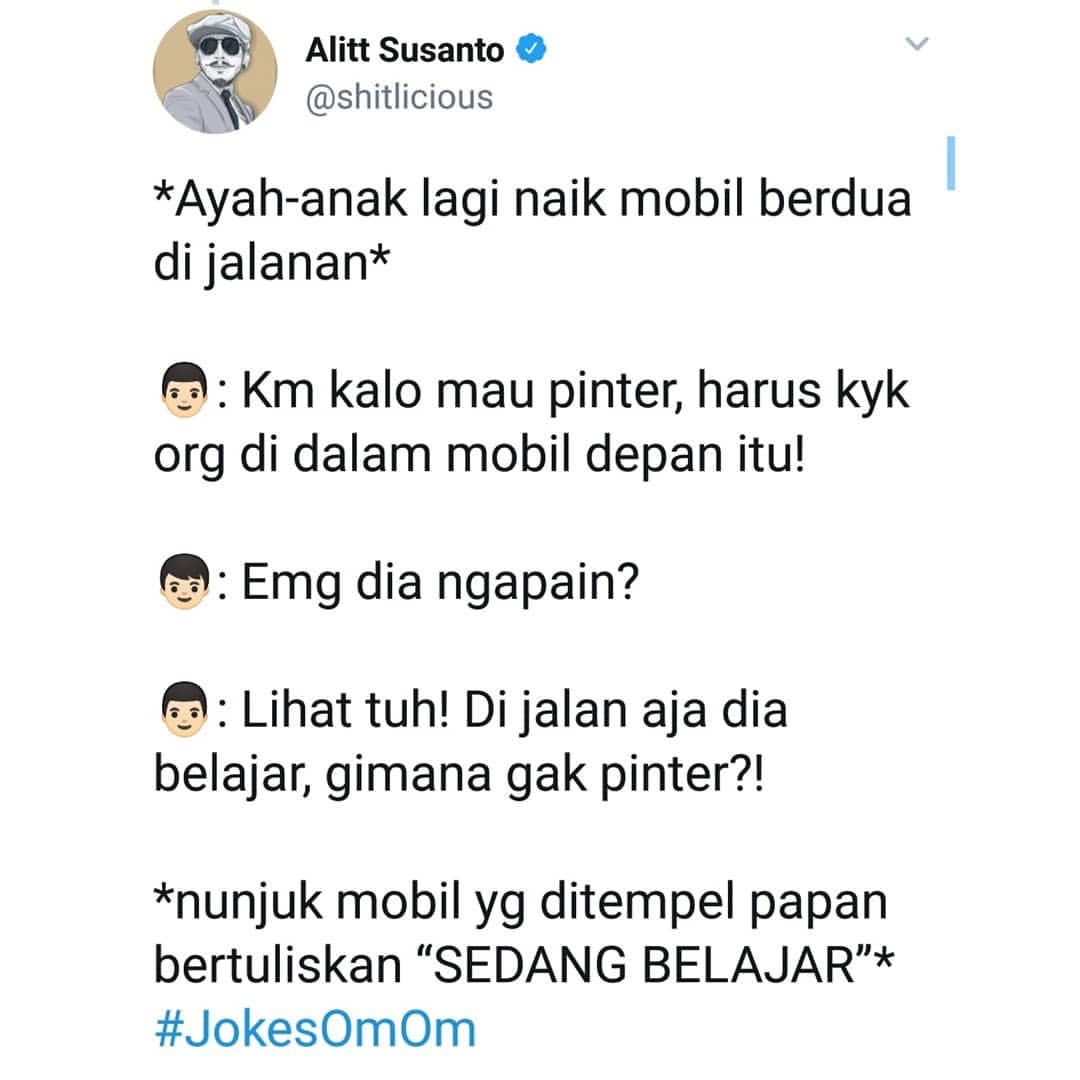 Alitt Susanto
@shitlicious
*Ayah-anak lagi naik mobil berdua
di jalanan*
👨🏻: Km kalo mau pinter, harus kyk
org di dalam mobil depan itu!
👦🏻: Emg dia ngapain?
👨🏻: Lihat tuh! Di jalan aja dia
belajar, gimana gak pinter?!
*nunjuk mobil yg ditempel papan
bertuliskan “SEDANG BELAJAR”*
#JokesOmOm